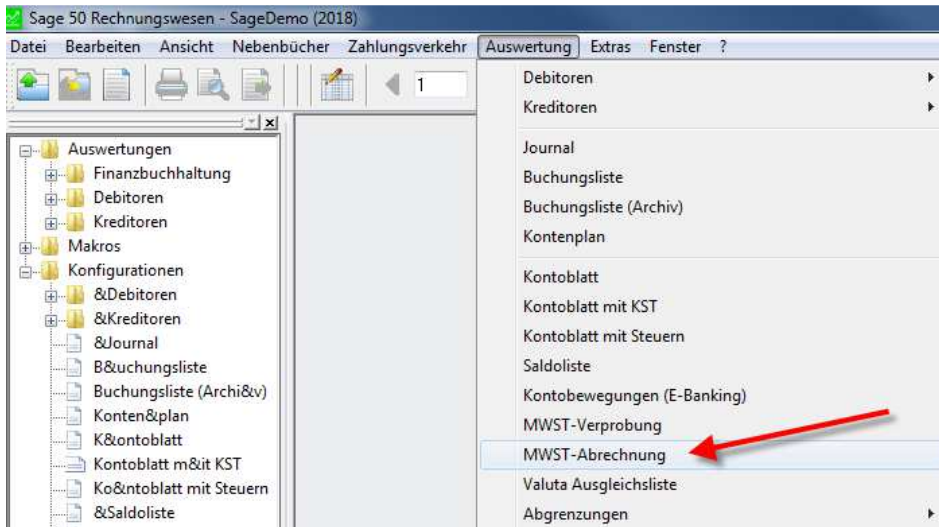 Sage 50 Rechnungswesen - SageDemo (2018)
Datei Bearbeiten Ansicht Nebenbücher Zahlungsverkehr Auswertung Extras Fenster ?
1
Auswertungen
Finanzbuchhaltung
Debitoren
Kreditoren
Makros
Konfigurationen
&Debitoren
&Kreditoren
&Journal
B&uchungsliste
Buchungsliste (Archi&v)
Konten&plan
K&ontoblatt
Kontoblatt m&it KST
Ko&ntoblatt mit Steuern
&Saldoliste
Debitoren
Kreditoren
Journal
Buchungsliste
Buchungsliste (Archiv)
Kontenplan
Kontoblatt
Kontoblatt mit KST
Kontoblatt mit Steuern
Saldoliste
Kontobewegungen (E-Banking)
MWST-Verprobung
MWST-Abrechnung
Valuta Ausgleichsliste
Abgrenzungen